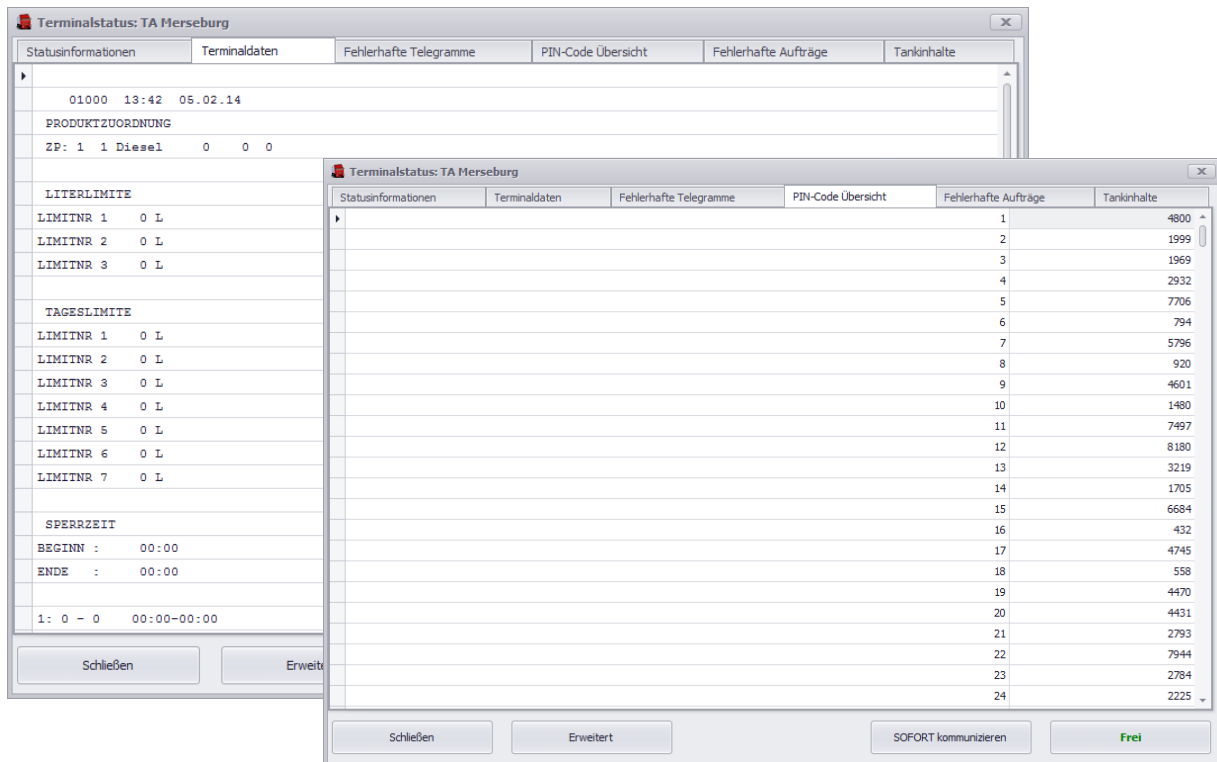 Terminalstatus: TA Merseburg
Statusinformationen Terminaldaten Fehlerhafte Telegramme PIN-Code Übersicht Fehlerhafte Aufträge Tankinhalte
01000 13:42 05.02.14
PRODUKTZUORDNUNG
ZP: 1 1 Diesel 0 0 0
LITERLIMITE
LIMITNR 1 0 L
LIMITNR 2 0 L
LIMITNR 3 0 L
TAGESLIMITE
LIMITNR 1 0 L
LIMITNR 2 0 L
LIMITNR 3 0 L
LIMITNR 4 0 L
LIMITNR 5 0 L
LIMITNR 6 0 L
LIMITNR 7 0 L
SPERRZEIT
BEGINN : 00:00
ENDE : 00:00
1: 0 - 0 00:00-00:00
Schließen Erweite
Terminalstatus: TA Merseburg
Statusinformationen Terminaldaten Fehlerhafte Telegramme PIN-Code Übersicht Fehlerhafte Aufträge Tankinhalte
1 4800
2 1999
3 1969
4 2932
5 7706
6 794
7 5796
8 920
9 4601
10 1480
11 7497
12 8180
13 3219
14 1705
15 6684
16 432
17 4745
18 558
19 4470
20 4431
21 2793
22 7944
23 2784
24 2225
Schließen Erweitert SOFORT kommunizieren Frei